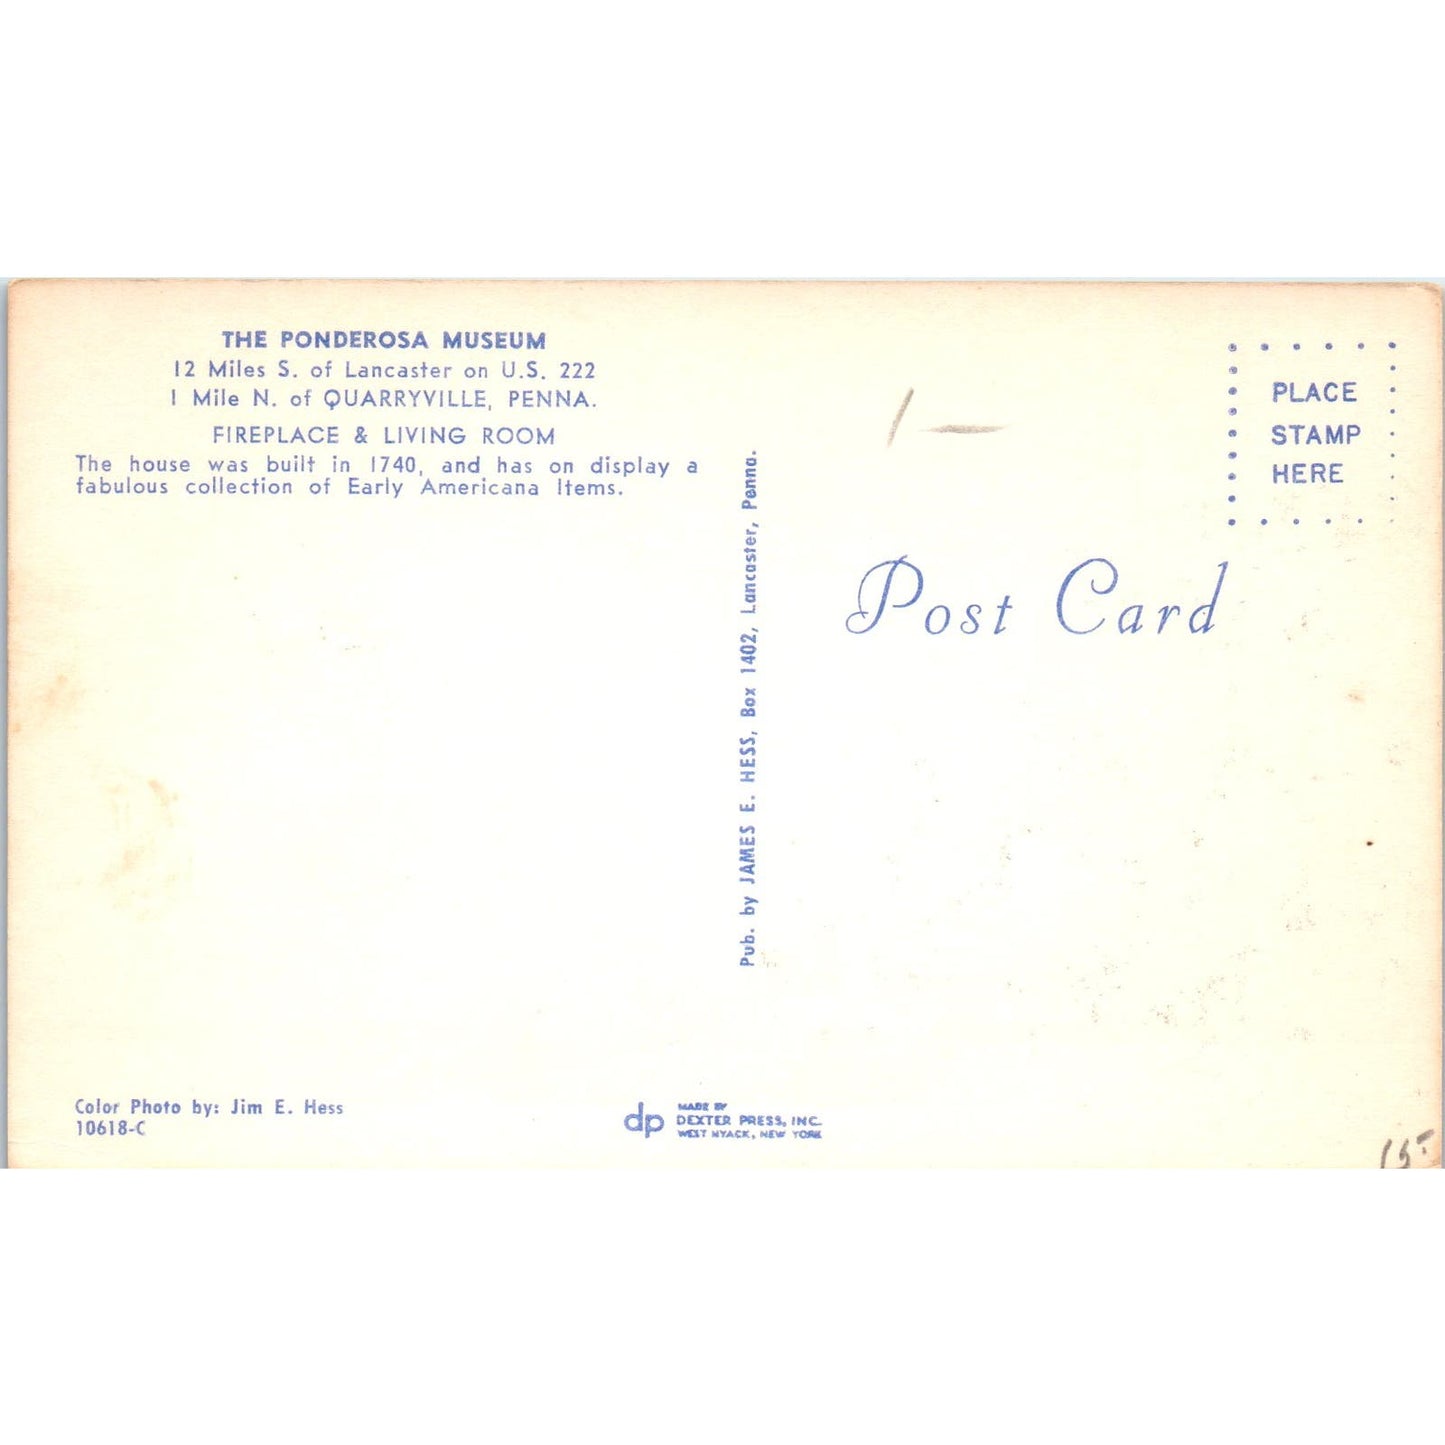 THE PONDEROSA MUSEUM
12 Miles S. of Lancaster on U.S. 222
1 Mile N. of QUARRYVILLE, PENNA.
FIREPLACE & LIVING ROOM
The house was built in 1740, and has on display a
fabulous collection of Early Americana Items.
Pub. by JAMES E. HESS, Box 1402, Lancaster, Penna.
1 —
PLACE
STAMP
HERE
Post Card
Color Photo by: Jim E. Hess
10618-C
dp
MADE BY
DEXTER PRESS, INC.
WEST NYACK, NEW YORK
15